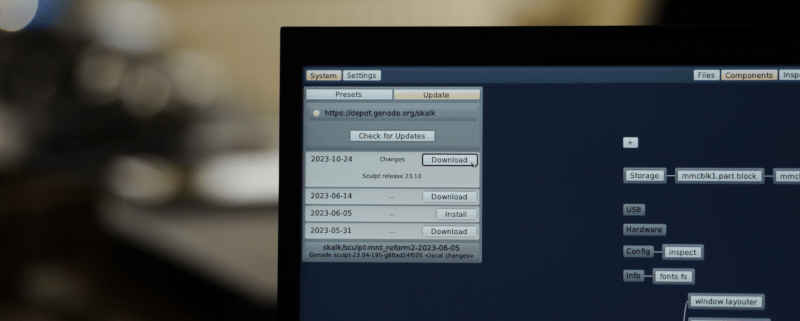 System Settings Files Components Insp
Presets Update
https://depot.genode.org/skalk
Check for Updates
+
2023-10-24 Changes Download
Sculpt release 23.10
Storage mmcblk1.part block mmc
2023-06-14 ... Download
2023-06-05 ... Install
USB
2023-05-31 ... Download
Hardware
skalk/sculpt-mnt_reform2-2023-06-05
Genode sculpt-23.04-195-g88ad24f005 <local changes>
Config inspect
Info fonts fs
window layouter